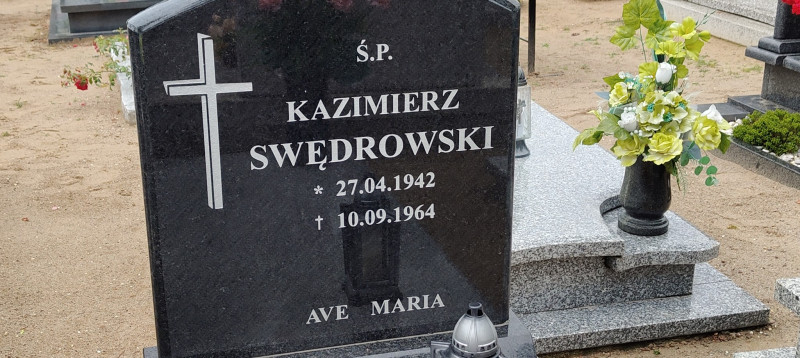 Ś.P.
KAZIMIERZ
SWĘDROWSKI
* 27.04.1942
† 10.09.1964
AVE MARIA